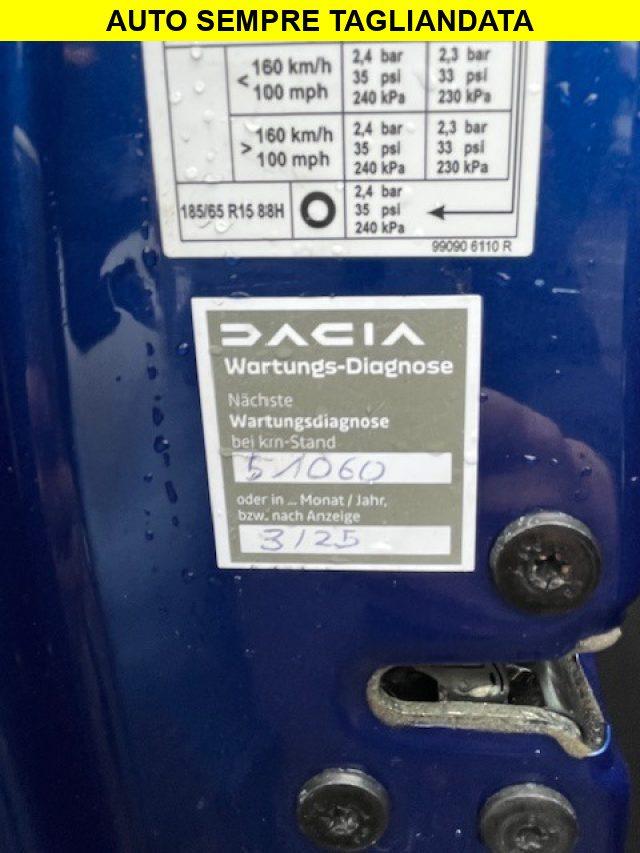 AUTO SEMPRE TAGLIANDATA
< 160 km/h 100 mph 2,4 bar 35 psi 240 kPa 2,3 bar 33 psi 230 kPa
> 160 km/h 100 mph 2,4 bar 35 psi 240 kPa 2,3 bar 33 psi 230 kPa
185/65 R15 88H 2,4 bar 35 psi 240 kPa
99090 6110 R
DACIA
Wartungs-Diagnose
Nächste
Wartungsdiagnose
bei km-Stand
51060
oder in ... Monat / Jahr,
bzw. nach Anzeige
3/25